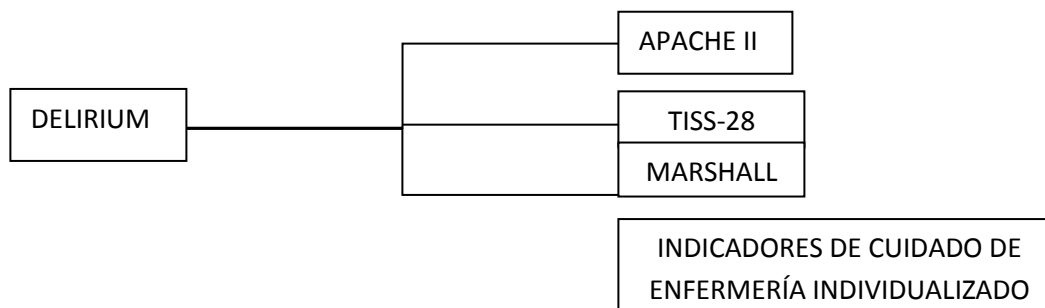 APACHE II
DELIRIUM
TISS-28
MARSHALL
INDICADORES DE CUIDADO DE
ENFERMERÍA INDIVIDUALIZADO